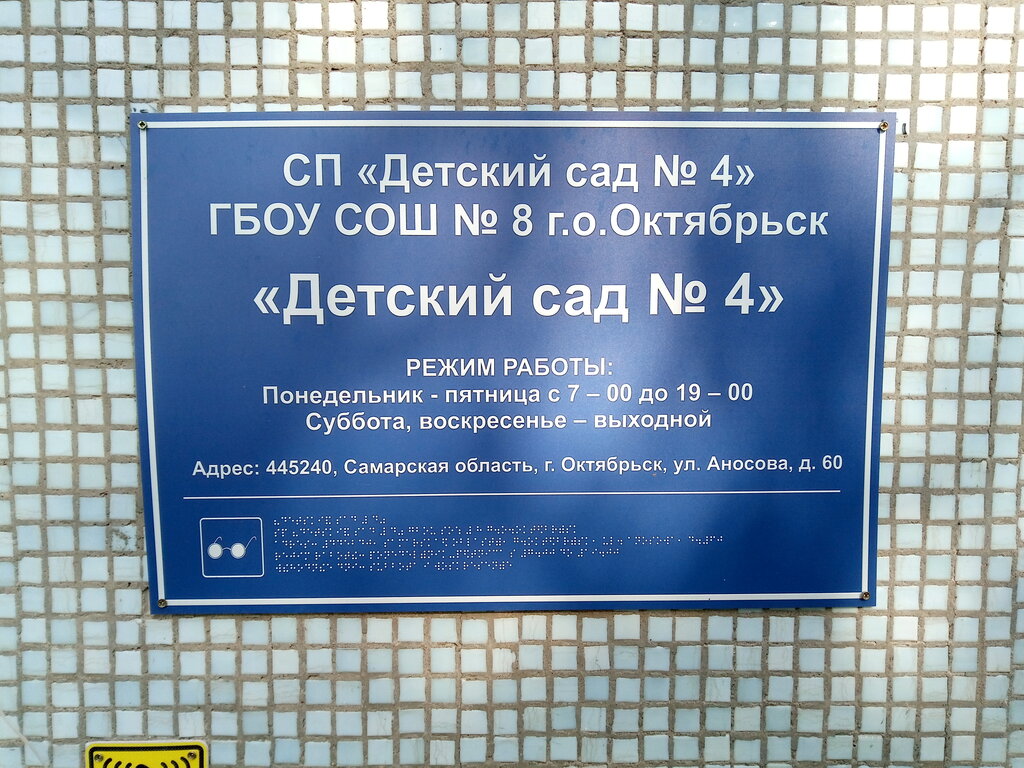 СП «Детский сад № 4»
ГБОУ СОШ № 8 г.о.Октябрьск
«Детский сад № 4»
РЕЖИМ РАБОТЫ:
Понедельник - пятница с 7 – 00 до 19 – 00
Суббота, воскресенье – выходной
Адрес: 445240, Самарская область, г. Октябрьск, ул. Аносова, д. 60